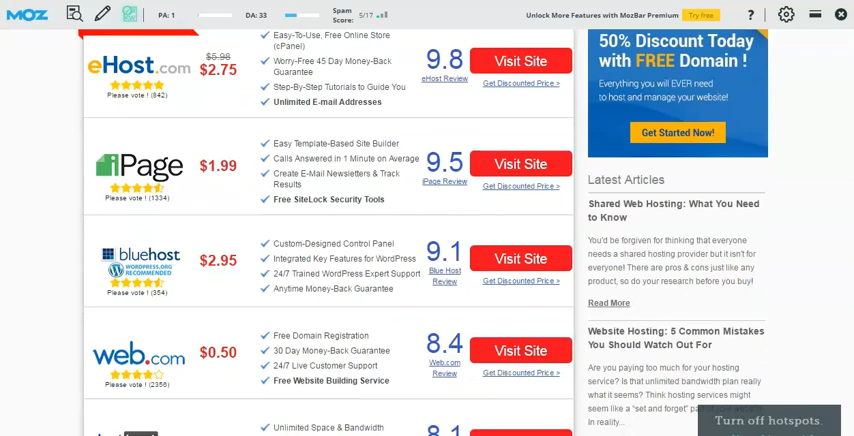 MOZ
PA: 1
DA: 33
Spam Score: 5/17
Unlock More Features with MozBar Premium
Try free
?
eHost.com
Please vote ! (842)
$5.98
$2.75
Easy-To-Use, Free Online Store
(cPanel)
Worry-Free 45 Day Money-Back
Guarantee
Step-By-Step Tutorials to Guide You
Unlimited E-mail Addresses
9.8
eHost Review
Visit Site
Get Discounted Price >
iPage
Please vote ! (1334)
$1.99
Easy Template-Based Site Builder
Calls Answered in 1 Minute on Average
Create E-Mail Newsletters & Track
Results
Free SiteLock Security Tools
9.5
iPage Review
Visit Site
Get Discounted Price >
bluehost
WORDPRESS.ORG
RECOMMENDED
Please vote ! (354)
$2.95
Custom-Designed Control Panel
Integrated Key Features for WordPress
24/7 Trained WordPress Expert Support
Anytime Money-Back Guarantee
9.1
Blue Host
Review
Visit Site
Get Discounted Price >
web.com
Please vote ! (2356)
$0.50
Free Domain Registration
30 Day Money-Back Guarantee
24/7 Live Customer Support
Free Website Building Service
8.4
Web.com
Review
Visit Site
Get Discounted Price >
Unlimited Space & Bandwidth
8.1
50% Discount Today
with FREE Domain !
Everything you will EVER need
to host and manage your website!
Get Started Now!
Latest Articles
Shared Web Hosting: What You Need
to Know
You'd be forgiven for thinking that everyone
needs a shared hosting provider but it isn't for
everyone! There are pros & cons just like any
product, so do your research before you buy!
Read More
Website Hosting: 5 Common Mistakes
You Should Watch Out For
Are you paying too much for your hosting
service? Is that unlimited bandwidth plan really
what it seems? Think hosting services might
seem like a "set and forget" part of
In reality...
Turn off hotspots.